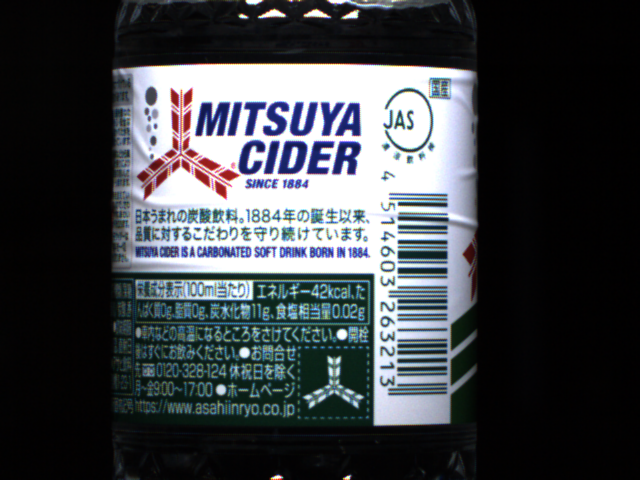 MITSUYA
CIDER
SINCE 1884
日本うまれの炭酸飲料。1884年の誕生以来、
品質に対するこだわりを守り続けています。
MITSUYA CIDER IS A CARBONATED SOFT DRINK BORN IN 1884.
国産
JAS
4 514603 263213
栄養成分表示(100ml当たり) エネルギー42kcal、た
んぱく質0g、脂質0g、炭水化物11g、食塩相当量0.02g
●車内などの高温になるところをさけてください。●開栓
後はすぐにお飲みください。●お問合せ
0120-328-124 休祝日を除く
月~金9:00~17:00 ●ホームページ
https://www.asahiinryo.co.jp